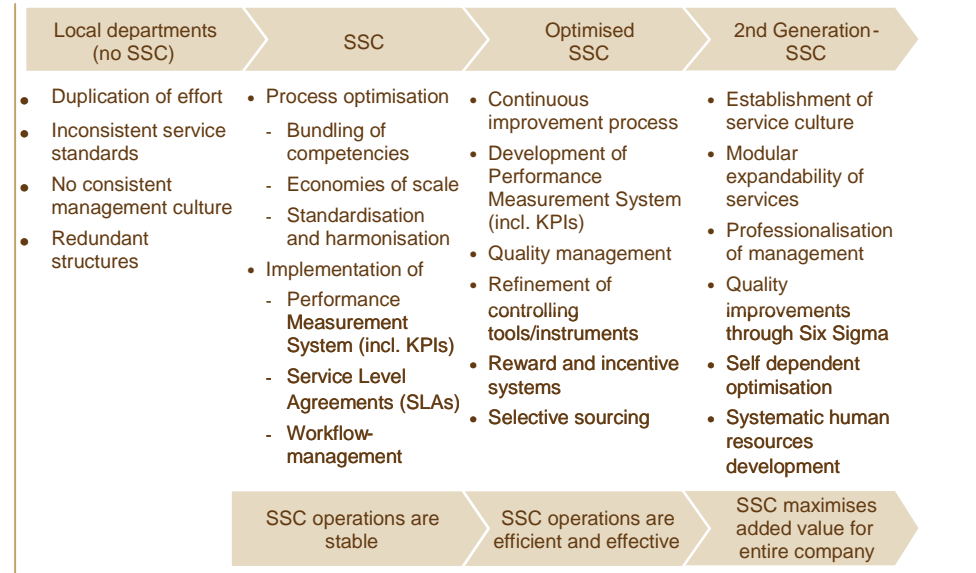 Local departments
(no SSC)
SSC
Optimised
SSC
2nd Generation-
SSC
• Duplication of effort
• Inconsistent service
standards
• No consistent
management culture
• Redundant
structures
• Process optimisation
- Bundling of
competencies
- Economies of scale
- Standardisation
and harmonisation
• Implementation of
- Performance
Measurement
System (incl. KPIs)
- Service Level
Agreements (SLAs)
- Workflow-
management
• Continuous
improvement process
• Development of
Performance
Measurement System
(incl. KPIs)
• Quality management
• Refinement of
controlling
tools/instruments
• Reward and incentive
systems
• Selective sourcing
• Establishment of
service culture
• Modular
expandability of
services
• Professionalisation
of management
• Quality
improvements
through Six Sigma
• Self dependent
optimisation
• Systematic human
resources
development
SSC operations are
stable
SSC operations are
efficient and effective
SSC maximises
added value for
entire company